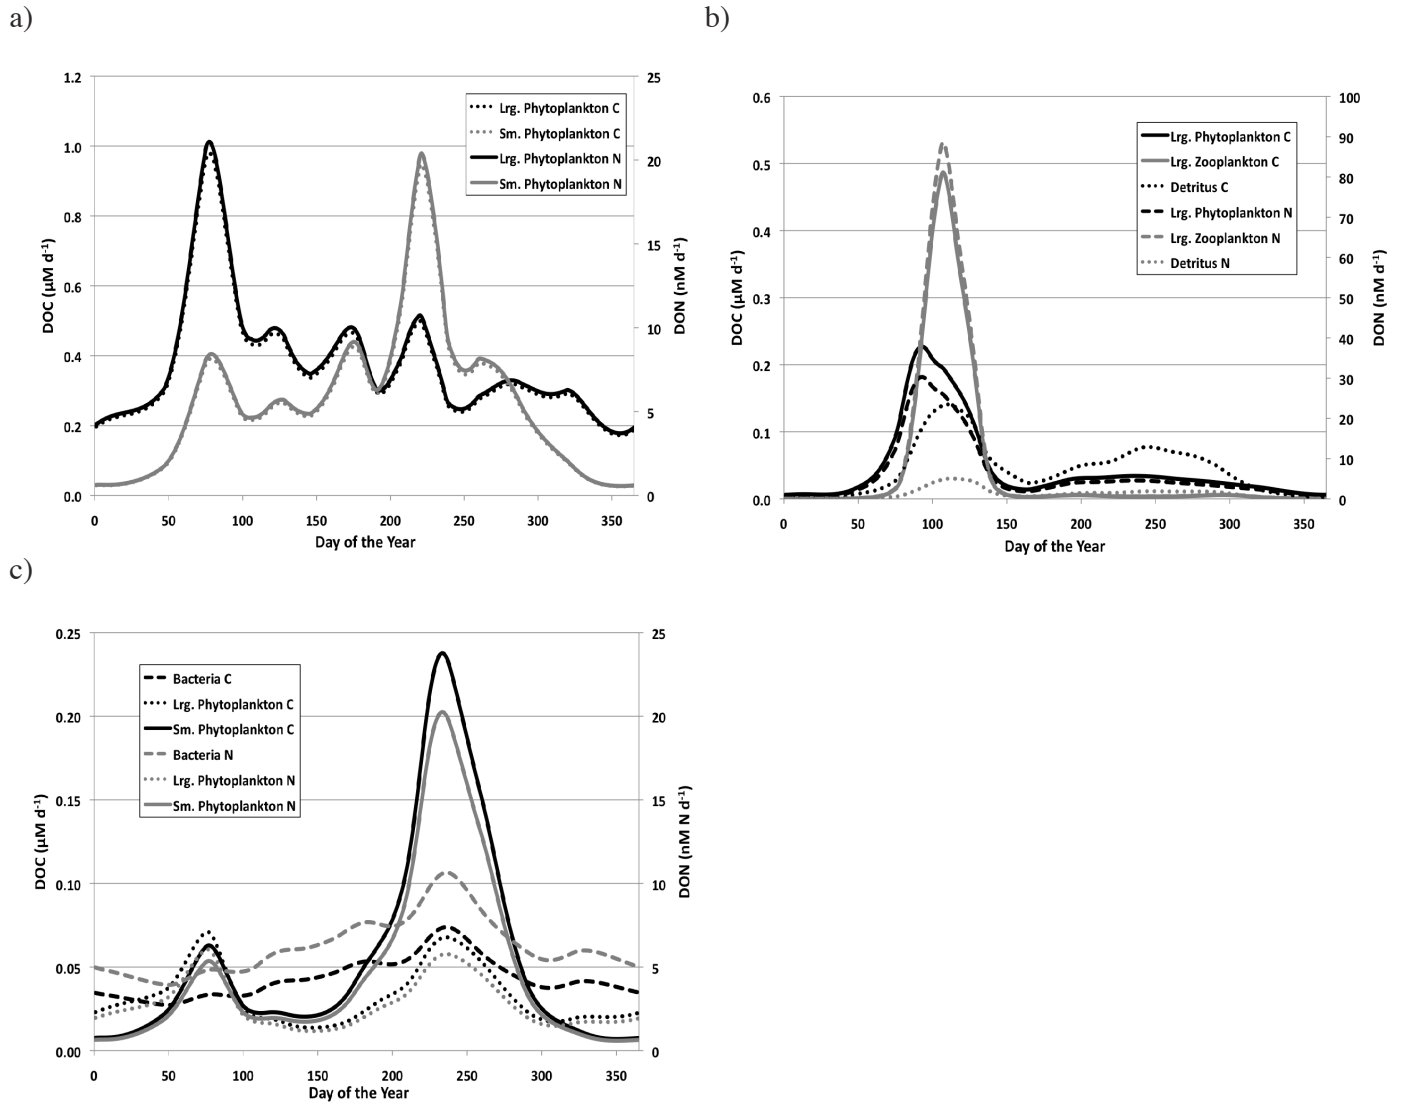 a)
1.2
1.0
0.8
0.6
0.4
0.2
0.0
DOC (µM d-1)
25
20
15
10
5
0
DON (nM d-1)
Lrg. Phytoplankton C
Sm. Phytoplankton C
Lrg. Phytoplankton N
Sm. Phytoplankton N
0 50 100 150 200 250 300 350
Day of the Year
b)
0.6
0.5
0.4
0.3
0.2
0.1
0.0
DOC (µM d-1)
100
90
80
70
60
50
40
30
20
10
0
DON (nM d-1)
Lrg. Phytoplankton C
Lrg. Zooplankton C
Detritus C
Lrg. Phytoplankton N
Lrg. Zooplankton N
Detritus N
0 50 100 150 200 250 300 350
Day of the Year
c)
0.25
0.20
0.15
0.10
0.05
0.00
DOC (µM d-1)
25
20
15
10
5
0
DON (nM N d-1)
Bacteria C
Lrg. Phytoplankton C
Sm. Phytoplankton C
Bacteria N
Lrg. Phytoplankton N
Sm. Phytoplankton N
0 50 100 150 200 250 300 350
Day of the Year